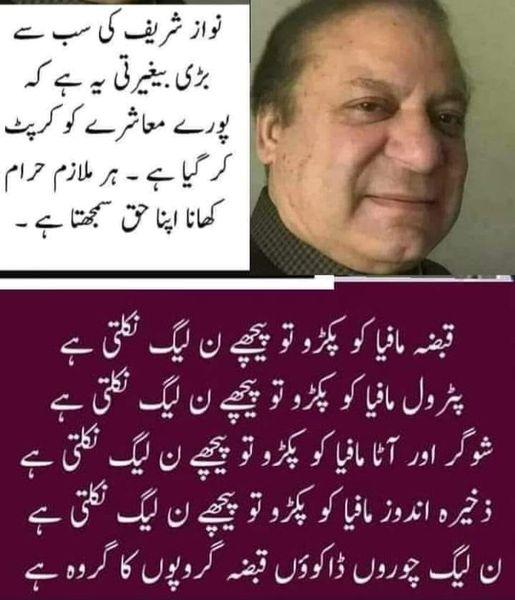 نواز شریف کی سب سے
بڑی بیغیرتی یہ ہے کہ
پورے معاشرے کو کرپٹ
کر گیا ہے ۔ ہر ملازم حرام
کھانا اپنا حق سمجھتا ہے ۔
قبضہ مافیا کو پکڑو تو پیچھے ن لیگ نکلتی ہے
پٹرول مافیا کو پکڑو تو پیچھے ن لیگ نکلتی ہے
شوگر اور آٹا مافیا کو پکڑو تو پیچھے ن لیگ نکلتی ہے
ذخیرہ اندوز مافیا کو پکڑو تو پیچھے ن لیگ نکلتی ہے
ن لیگ چوروں ڈاکوؤں قبضہ گروپوں کا گروہ ہے